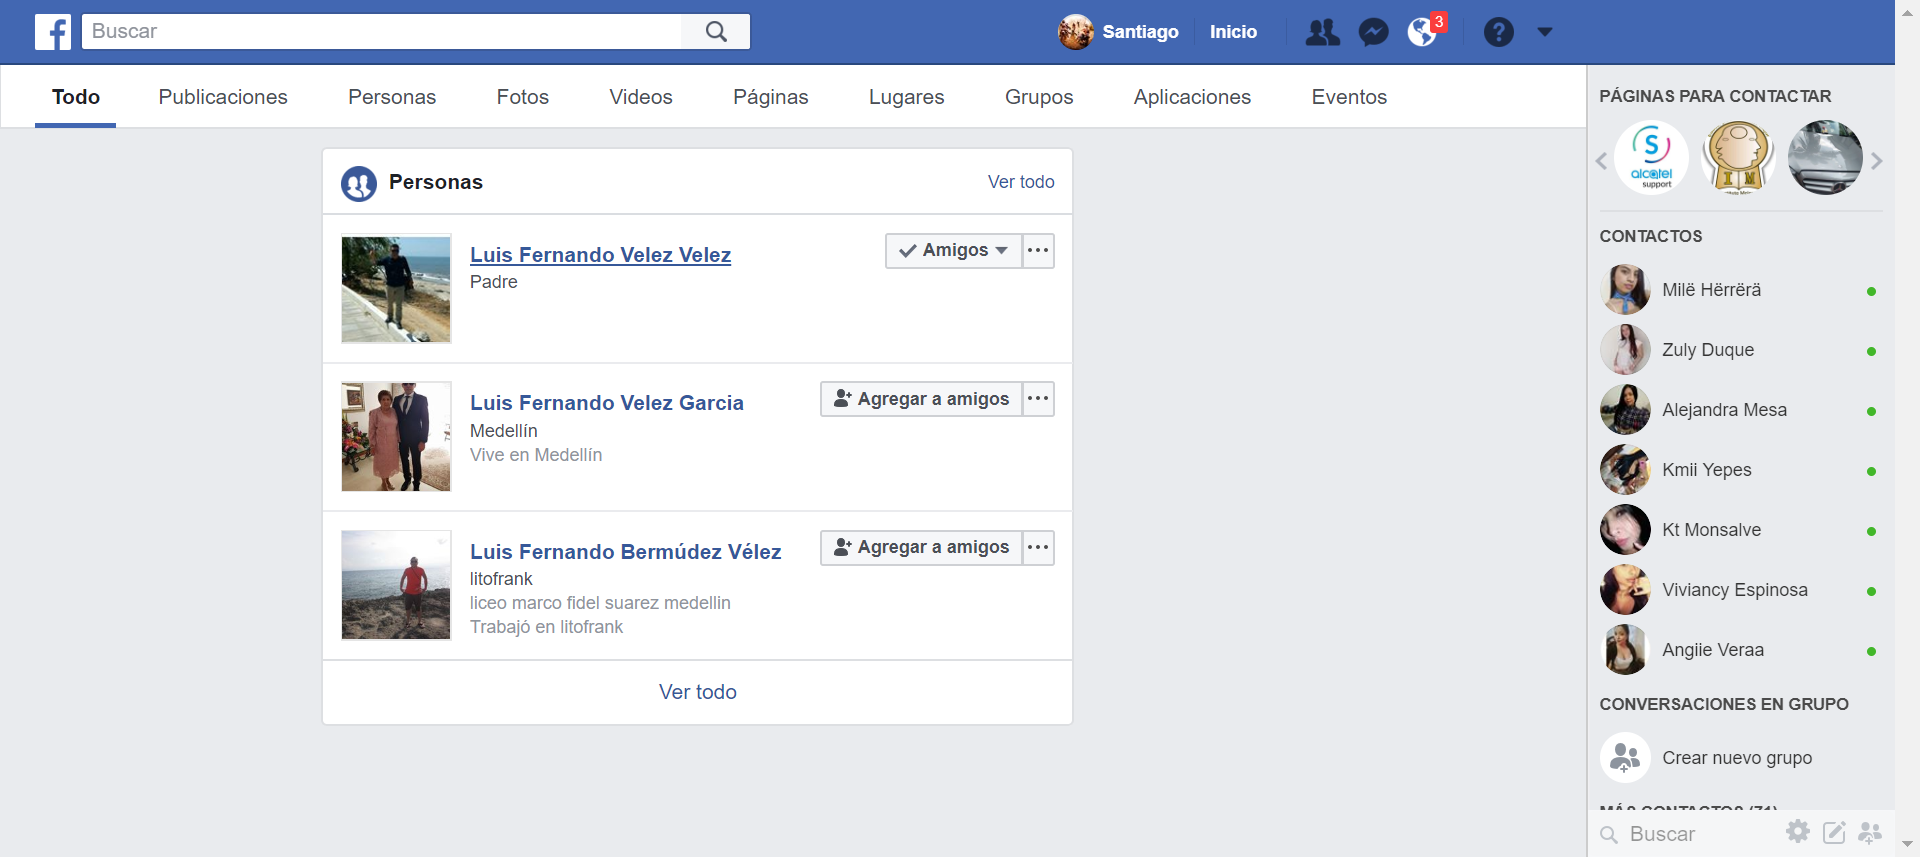 Buscar
Santiago
Inicio
3
Todo
Publicaciones
Personas
Fotos
Videos
Páginas
Lugares
Grupos
Aplicaciones
Eventos
Personas
Ver todo
Luis Fernando Velez Velez
Padre
Amigos
Luis Fernando Velez Garcia
Medellín
Vive en Medellín
Agregar a amigos
Luis Fernando Bermúdez Vélez
litofrank
liceo marco fidel suarez medellin
Trabajó en litofrank
Agregar a amigos
Ver todo
PÁGINAS PARA CONTACTAR
S
alcatel
support
I M
CONTACTOS
Milë Hërrërä
Zuly Duque
Alejandra Mesa
Kmii Yepes
Kt Monsalve
Viviancy Espinosa
Angiie Veraa
CONVERSACIONES EN GRUPO
Crear nuevo grupo
MÁS CONTACTOS (71)
Buscar